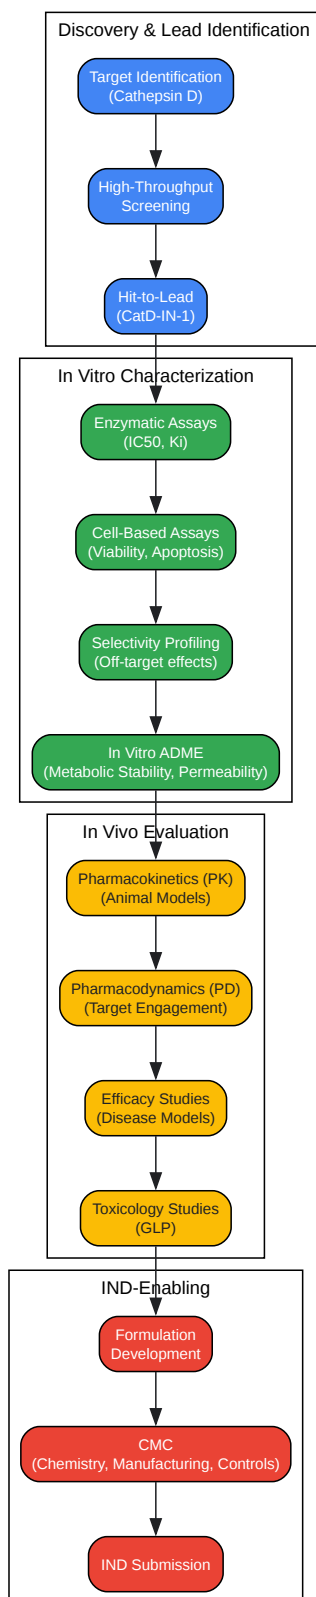 Discovery & Lead Identification
Target Identification
(Cathepsin D)
High-Throughput
Screening
Hit-to-Lead
(CatD-IN-1)
In Vitro Characterization
Enzymatic Assays
(IC50, Ki)
Cell-Based Assays
(Viability, Apoptosis)
Selectivity Profiling
(Off-target effects)
In Vitro ADME
(Metabolic Stability, Permeability)
In Vivo Evaluation
Pharmacokinetics (PK)
(Animal Models)
Pharmacodynamics (PD)
(Target Engagement)
Efficacy Studies
(Disease Models)
Toxicology Studies
(GLP)
IND-Enabling
Formulation
Development
CMC
(Chemistry, Manufacturing, Controls)
IND Submission